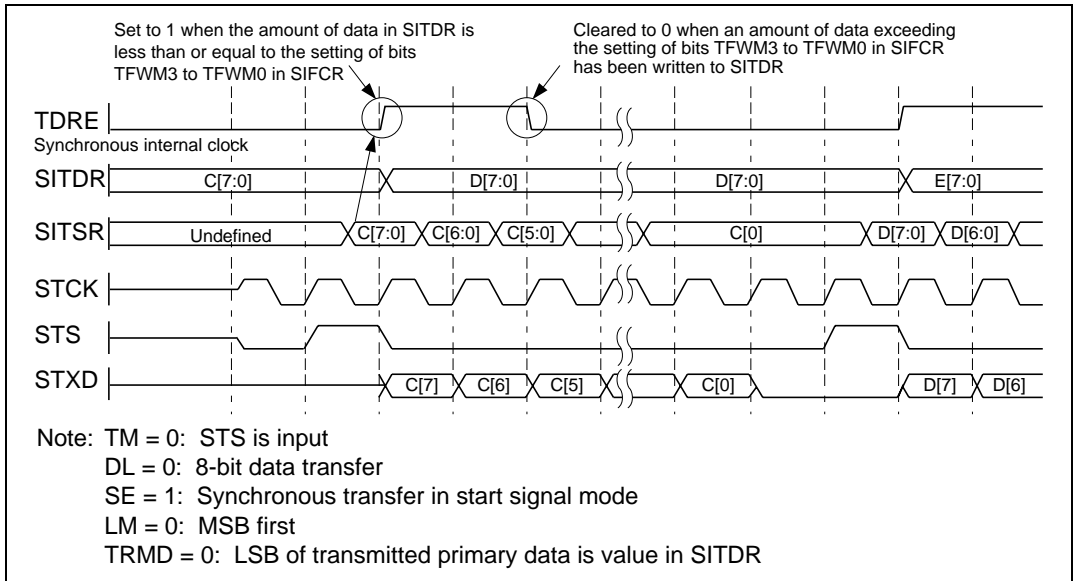 Set to 1 when the amount of data in SITDR is
less than or equal to the setting of bits
TFWM3 to TFWM0 in SIFCR
Cleared to 0 when an amount of data exceeding
the setting of bits TFWM3 to TFWM0 in SIFCR
has been written to SITDR
TDRE
Synchronous internal clock
SITDR C[7:0] D[7:0] D[7:0] E[7:0]
SITSR Undefined C[7:0] C[6:0] C[5:0] C[0] D[7:0] D[6:0]
STCK
STS
STXD C[7] C[6] C[5] C[0] D[7] D[6]
Note: TM = 0: STS is input
DL = 0: 8-bit data transfer
SE = 1: Synchronous transfer in start signal mode
LM = 0: MSB first
TRMD = 0: LSB of transmitted primary data is value in SITDR